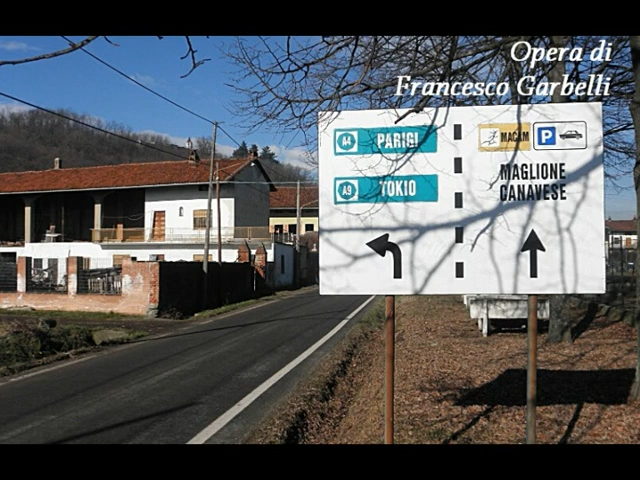 Opera di
Francesco Garbelli
A4 PARIGI
A9 TOKIO
MACAM P
MAGLIONE
CANAVESE